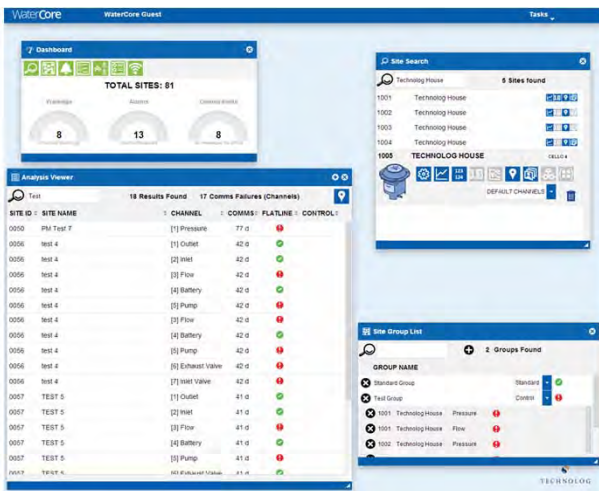 WaterCore
WaterCore Guest
Tasks
Dashboard
TOTAL SITES: 81
Flatlines
Alarms
Comms Fails
8
13
8
Site Search
Technolog House
5 Sites found
1001 Technolog House
1002 Technolog House
1003 Technolog House
1004 Technolog House
1005 TECHNOLOG HOUSE
DEFAULT CHANNELS
Analysis Viewer
Test
18 Results Found 17 Comms Failures (Channels)
SITE ID SITE NAME CHANNEL COMMS FLATLINE CONTROL
0050 PM Test 7 [1] Pressure 77 d
0056 test 4 [1] Outlet 42 d
0056 test 4 [2] Inlet 42 d
0056 test 4 [3] Flow 42 d
0056 test 4 [4] Battery 42 d
0056 test 4 [5] Pump 42 d
0056 test 4 [3] Flow 42 d
0056 test 4 [4] Battery 42 d
0056 test 4 [5] Pump 42 d
0056 test 4 [6] Exhaust Valve 42 d
0056 test 4 [7] Inlet Valve 42 d
0057 TEST 5 [1] Outlet 41 d
0057 TEST 5 [2] Inlet 41 d
0057 TEST 5 [3] Flow 41 d
0057 TEST 5 [4] Battery 41 d
0057 TEST 5 [5] Pump 41 d
0057 TEST 5 [6] Exhaust Valve 41 d
Site Group List
2 Groups Found
GROUP NAME
Standard Group Standard
Test Group Control
1001 Technolog House Pressure
1001 Technolog House Flow
1002 Technolog House Pressure
TECHNOLOG